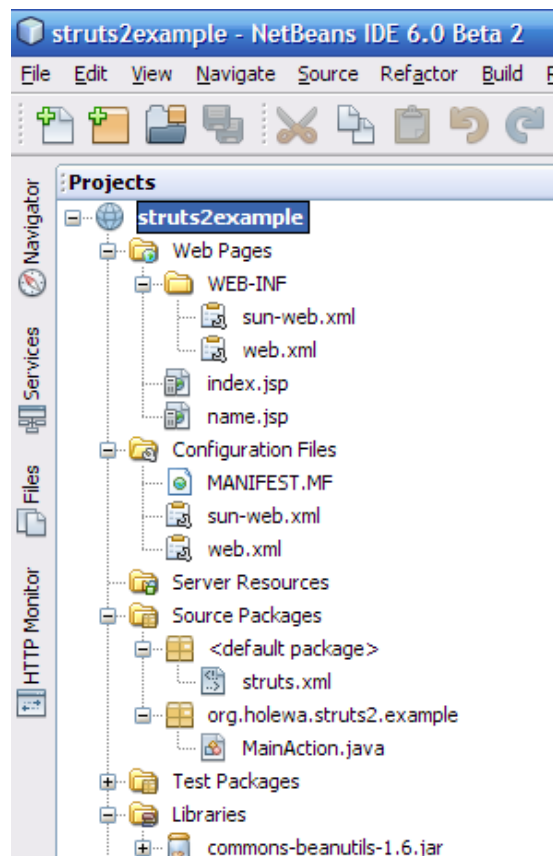 struts2example - NetBeans IDE 6.0 Beta 2
File Edit View Navigate Source Refactor Build
Projects
struts2example
Web Pages
WEB-INF
sun-web.xml
web.xml
index.jsp
name.jsp
Configuration Files
MANIFEST.MF
sun-web.xml
web.xml
Server Resources
Source Packages
<default package>
struts.xml
org.holewa.struts2.example
MainAction.java
Test Packages
Libraries
commons-beanutils-1.6.jar
Navigator
Services
Files
HTTP Monitor